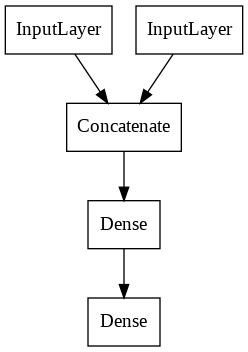 InputLayer InputLayer
Concatenate
Dense
Dense